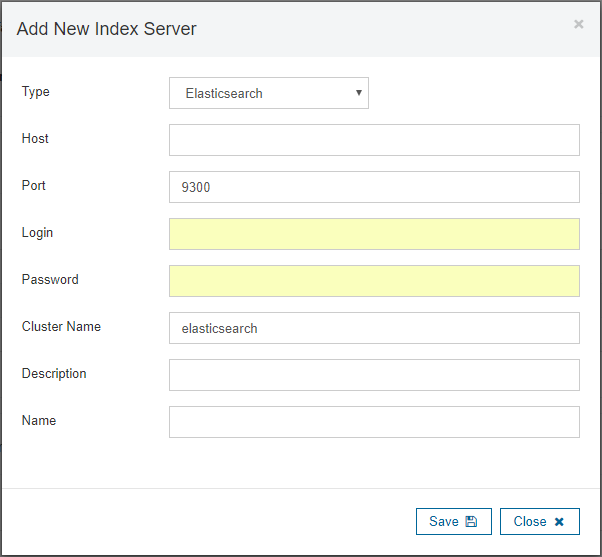 Add New Index Server ×
Type Elasticsearch
Host
Port 9300
Login
Password
Cluster Name elasticsearch
Description
Name
Save Close